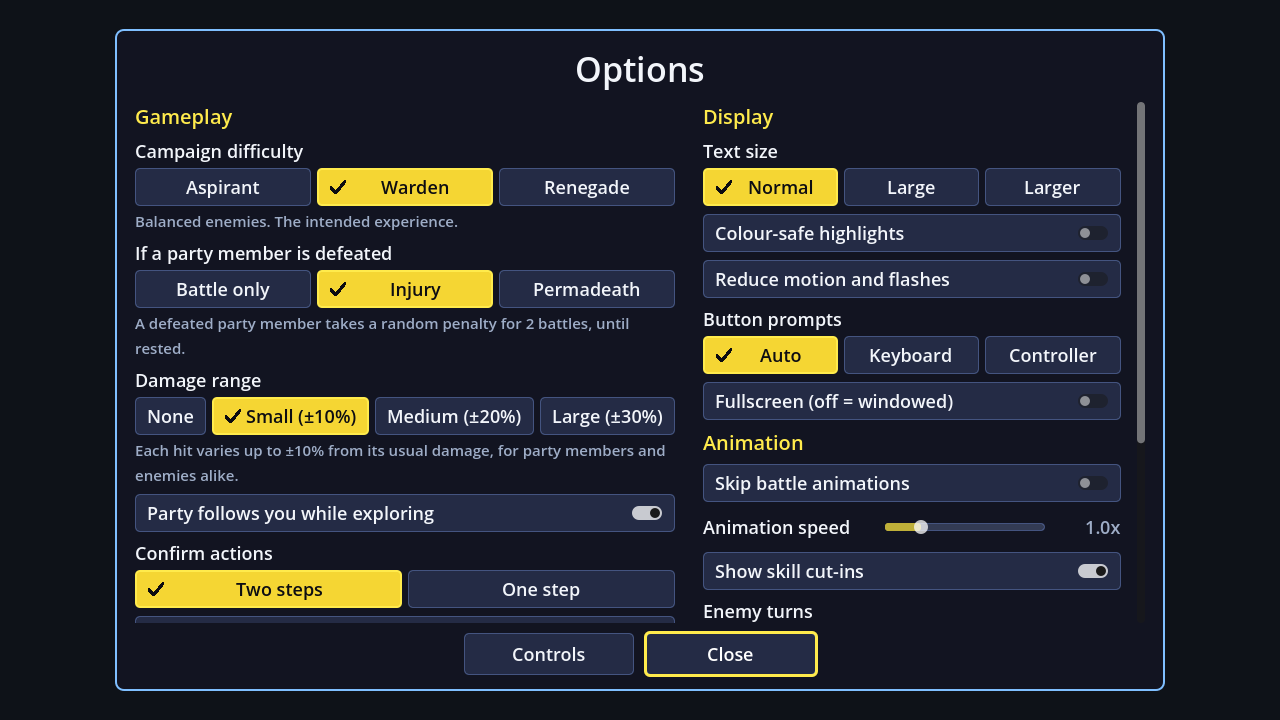 Options
Gameplay
Campaign difficulty
Aspirant
Warden
Renegade
Balanced enemies. The intended experience.
If a party member is defeated
Battle only
Injury
Permadeath
A defeated party member takes a random penalty for 2 battles, until
rested.
Damage range
None
Small (±10%)
Medium (±20%)
Large (±30%)
Each hit varies up to ±10% from its usual damage, for party members and
enemies alike.
Party follows you while exploring
Confirm actions
Two steps
One step
Display
Text size
Normal
Large
Larger
Colour-safe highlights
Reduce motion and flashes
Button prompts
Auto
Keyboard
Controller
Fullscreen (off = windowed)
Animation
Skip battle animations
Animation speed
1.0x
Show skill cut-ins
Enemy turns
Controls
Close